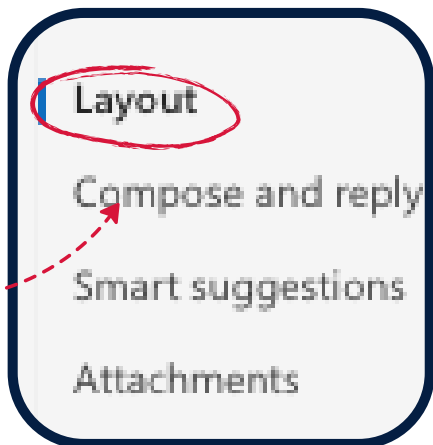 Layout
Compose and reply
Smart suggestions
Attachments